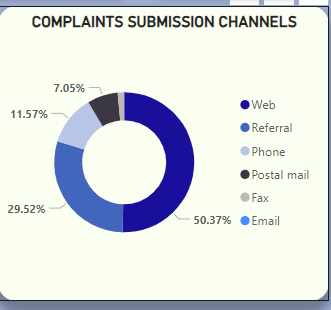 COMPLAINTS SUBMISSION CHANNELS
7.05%
11.57%
29.52%
50.37%
Web
Referral
Phone
Postal mail
Fax
Email